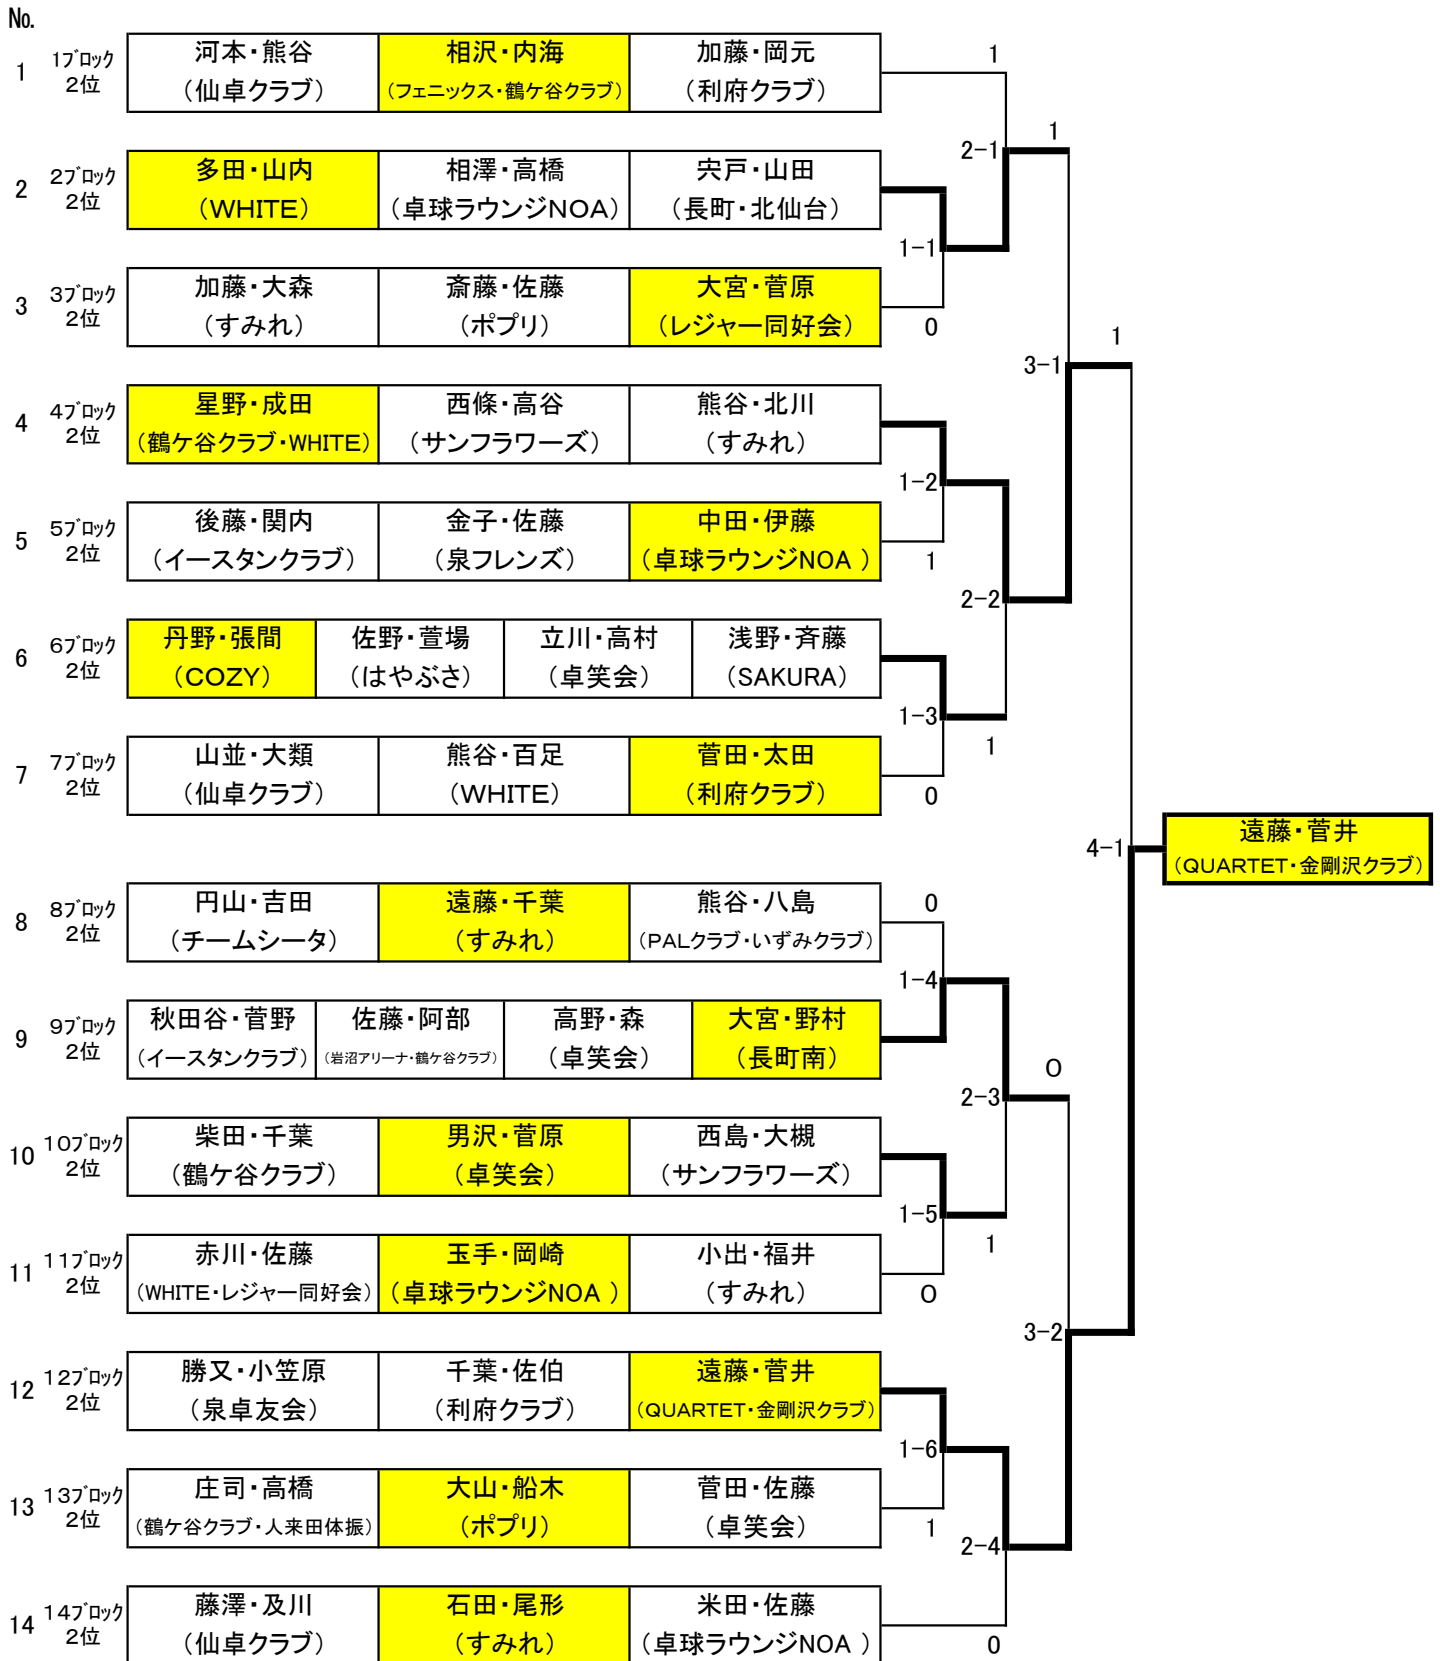 No.
1 1ブロック 2位 河本・熊谷 相沢・内海 加藤・岡元 1
(仙卓クラブ) (フェニックス・鶴ケ谷クラブ) (利府クラブ)
2-1 1
2 2ブロック 2位 多田・山内 相澤・高橋 宍戸・山田
(WHITE) (卓球ラウンジNOA) (長町・北仙台)
1-1
3 3ブロック 2位 加藤・大森 斎藤・佐藤 大宮・菅原
(すみれ) (ポプリ) (レジャー同好会) 0
3-1 1
4 4ブロック 2位 星野・成田 西條・高谷 熊谷・北川
(鶴ケ谷クラブ・WHITE) (サンフラワーズ) (すみれ)
1-2
5 5ブロック 2位 後藤・関内 金子・佐藤 中田・伊藤
(イースタンクラブ) (泉フレンズ) (卓球ラウンジNOA ) 1
2-2
6 6ブロック 2位 丹野・張間 佐野・萱場 立川・高村 浅野・斉藤
(COZY) (はやぶさ) (卓笑会) (SAKURA)
1-3 1
7 7ブロック 2位 山並・大類 熊谷・百足 菅田・太田
(仙卓クラブ) (WHITE) (利府クラブ) 0
4-1 遠藤・菅井
(QUARTET・金剛沢クラブ)
8 8ブロック 2位 円山・吉田 遠藤・千葉 熊谷・八島 0
(チームシータ) (すみれ) (PALクラブ・いずみクラブ)
1-4
9 9ブロック 2位 秋田谷・菅野 佐藤・阿部 高野・森 大宮・野村
(イースタンクラブ) (岩沼アリーナ・鶴ケ谷クラブ) (卓笑会) (長町南)
2-3 0
10 10ブロック 2位 柴田・千葉 男沢・菅原 西島・大槻
(鶴ケ谷クラブ) (卓笑会) (サンフラワーズ)
1-5 1
11 11ブロック 2位 赤川・佐藤 玉手・岡崎 小出・福井
(WHITE・レジャー同好会) (卓球ラウンジNOA ) (すみれ) 0
3-2
12 12ブロック 2位 勝又・小笠原 千葉・佐伯 遠藤・菅井
(泉卓友会) (利府クラブ) (QUARTET・金剛沢クラブ)
1-6
13 13ブロック 2位 庄司・高橋 大山・船木 菅田・佐藤
(鶴ケ谷クラブ・人来田体振) (ポプリ) (卓笑会) 1
2-4
14 14ブロック 2位 藤澤・及川 石田・尾形 米田・佐藤
(仙卓クラブ) (すみれ) (卓球ラウンジNOA ) 0